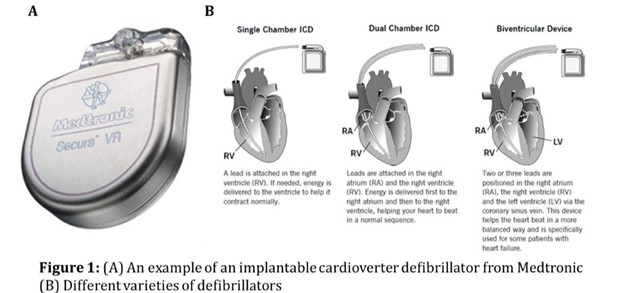 A
B
Medtronic
Secura™ VR
Single Chamber ICD
RV
A lead is attached in the right
ventricle (RV). If needed, energy is
delivered to the ventricle to help it
contract normally.
Dual Chamber ICD
RA
RV
Leads are attached in the right
atrium (RA) and the right ventricle
(RV). Energy is delivered first to the
right atrium and then to the right
ventricle, helping your heart to beat
in a normal sequence.
Biventricular Device
RA
LV
RV
Two or three leads are
positioned in the right atrium
(RA), the right ventricle (RV)
and the left ventricle (LV) via the
coronary sinus vein. This device
helps the heart beat in a more
balanced way and is specifically
used for some patients with
heart failure.
Figure 1: (A) An example of an implantable cardioverter defibrillator from Medtronic
(B) Different varieties of defibrillators